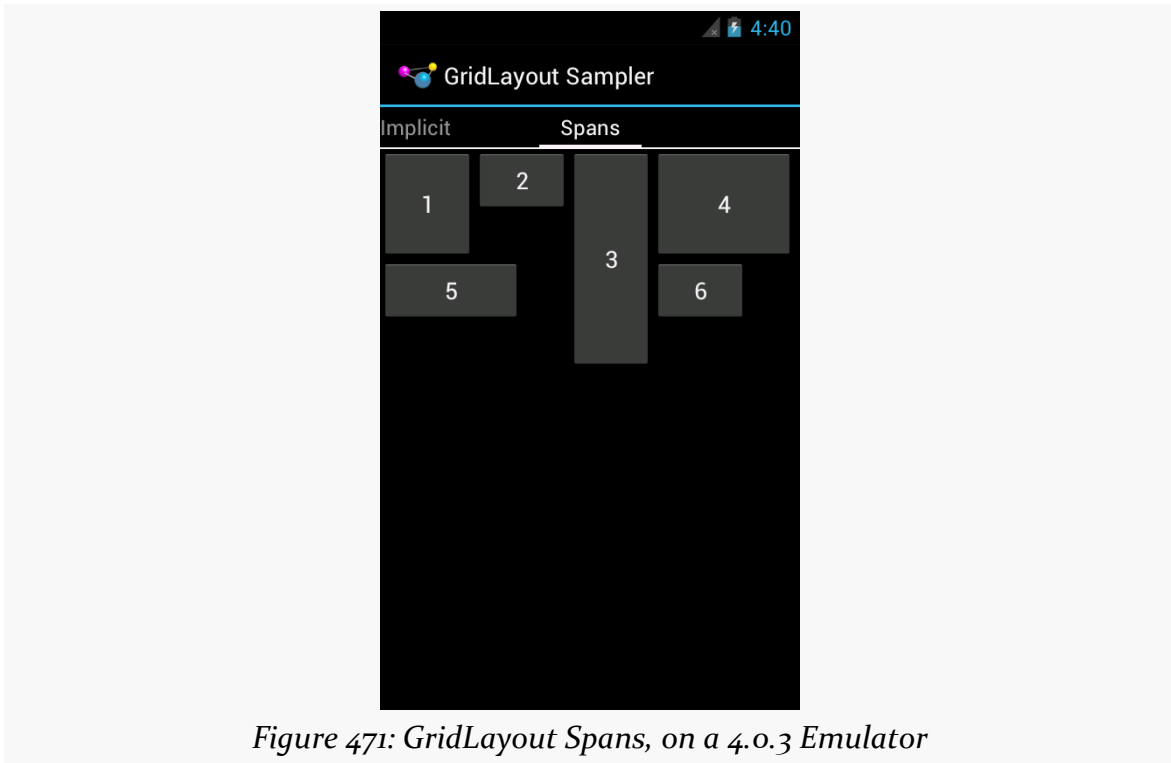 4:40
GridLayout Sampler
Implicit Spans
1 2 3 4
5 6
Figure 471: GridLayout Spans, on a 4.0.3 Emulator